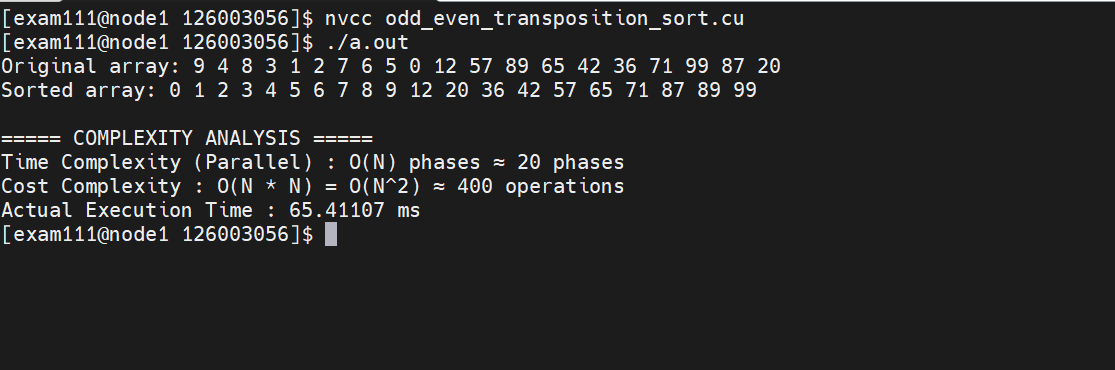 [exam111@node1 126003056]$ nvcc odd_even_transposition_sort.cu
[exam111@node1 126003056]$ ./a.out
Original array: 9 4 8 3 1 2 7 6 5 0 12 57 89 65 42 36 71 99 87 20
Sorted array: 0 1 2 3 4 5 6 7 8 9 12 20 36 42 57 65 71 87 89 99
===== COMPLEXITY ANALYSIS =====
Time Complexity (Parallel) : O(N) phases ≈ 20 phases
Cost Complexity : O(N * N) = O(N^2) ≈ 400 operations
Actual Execution Time : 65.41107 ms
[exam111@node1 126003056]$